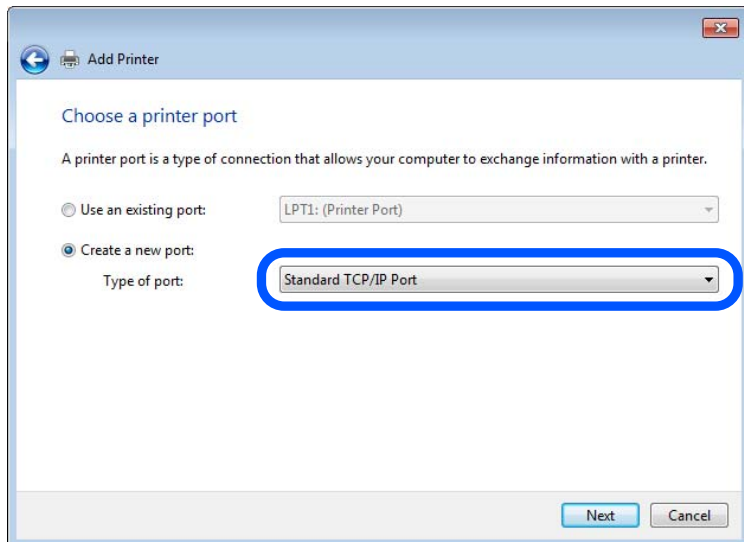 Add Printer
Choose a printer port
A printer port is a type of connection that allows your computer to exchange information with a printer.
Use an existing port: LPT1: (Printer Port)
Create a new port:
Type of port: Standard TCP/IP Port
Next Cancel